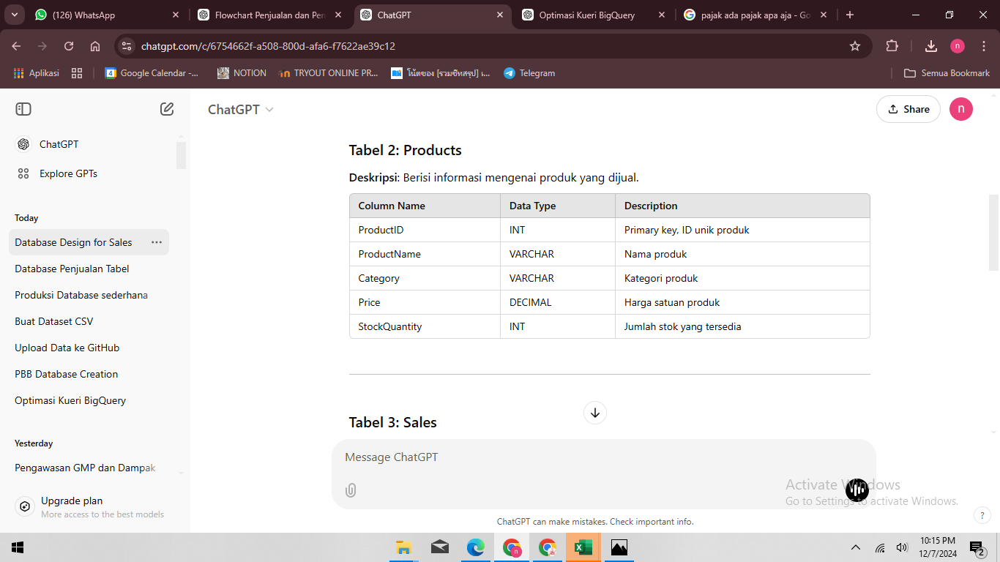 (126) WhatsApp
Flowchart Penjualan dan Pen
ChatGPT
Optimasi Kueri BigQuery
pajak ada pajak apa aja - Go
chatgpt.com/c/6754662f-a508-800d-afa6-f7622ae39c12
n
Aplikasi
4 Google Calendar -...
NOTION
TRYOUT ONLINE PR...
โน้ตของ [รวมชีทสรุป] เ...
Telegram
Semua Bookmark
ChatGPT
Share
n
ChatGPT
Explore GPTs
Today
Database Design for Sales
Database Penjualan Tabel
Produksi Database sederhana
Buat Dataset CSV
Upload Data ke GitHub
PBB Database Creation
Optimasi Kueri BigQuery
Yesterday
Pengawasan GMP dan Dampak
Upgrade plan
More access to the best models
Tabel 2: Products
Deskripsi: Berisi informasi mengenai produk yang dijual.
Column Name Data Type Description
ProductID INT Primary key, ID unik produk
ProductName VARCHAR Nama produk
Category VARCHAR Kategori produk
Price DECIMAL Harga satuan produk
StockQuantity INT Jumlah stok yang tersedia
Tabel 3: Sales
Message ChatGPT
Activate Windows
Go to Settings to activate Windows.
ChatGPT can make mistakes. Check important info.
?
10:15 PM
12/7/2024
2